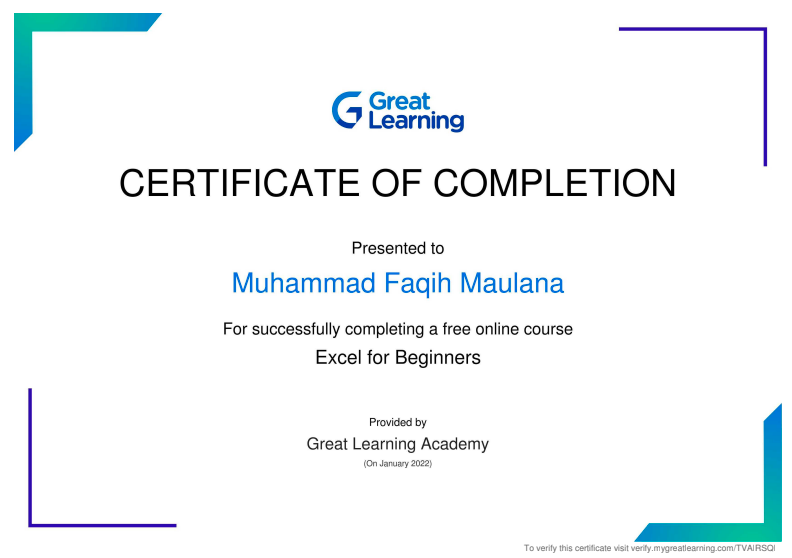 Great
Learning
CERTIFICATE OF COMPLETION
Presented to
Muhammad Faqih Maulana
For successfully completing a free online course
Excel for Beginners
Provided by
Great Learning Academy
(On January 2022)
To verify this certificate visit verify.mygreatlearning.com/TVAIRSQI